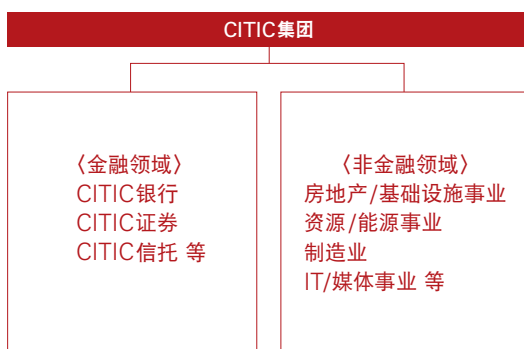 CITIC集团
〈金融领域〉
CITIC银行
CITIC证券
CITIC信托 等
〈非金融领域〉
房地产/基础设施事业
资源/能源事业
制造业
IT/媒体事业 等